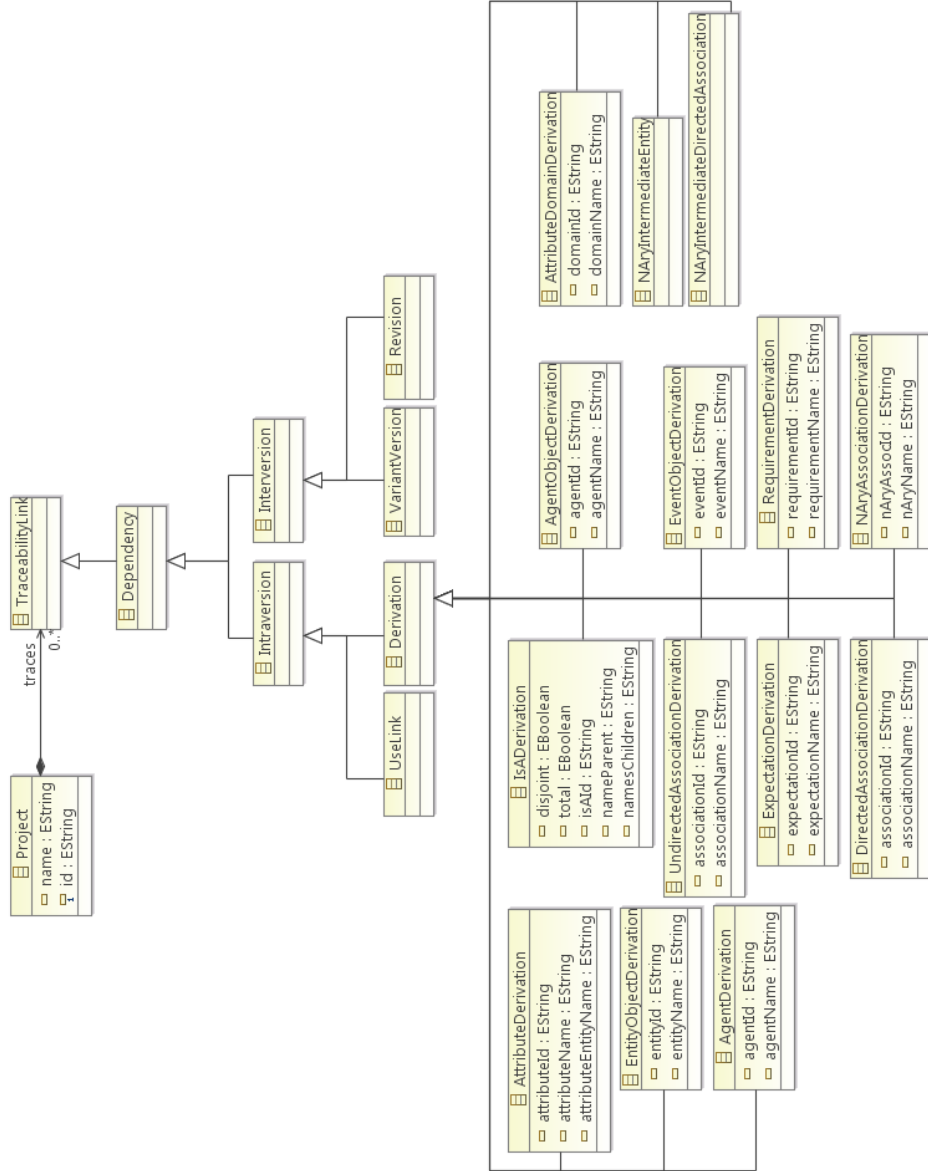 Project
name : EString
id : EString
traces
0..*
TraceabilityLink
Dependency
Intraversion
Interversion
UseLink
Derivation
VariantVersion
Revision
AttributeDerivation
attributeId : EString
attributeName : EString
attributeEntityName : EString
IsADerivation
disjoint : EBoolean
total : EBoolean
isAId : EString
nameParent : EString
namesChildren : EString
AgentObjectDerivation
agentId : EString
agentName : EString
AttributeDomainDerivation
domainId : EString
domainName : EString
EntityObjectDerivation
entityId : EString
entityName : EString
UndirectedAssociationDerivation
associationId : EString
associationName : EString
EventObjectDerivation
eventId : EString
eventName : EString
NAryIntermediateEntity
AgentDerivation
agentId : EString
agentName : EString
ExpectationDerivation
expectationId : EString
expectationName : EString
RequirementDerivation
requirementId : EString
requirementName : EString
NAryIntermediateDirectedAssociation
DirectedAssociationDerivation
associationId : EString
associationName : EString
NAryAssociationDerivation
nAryAssocId : EString
nAryName : EString